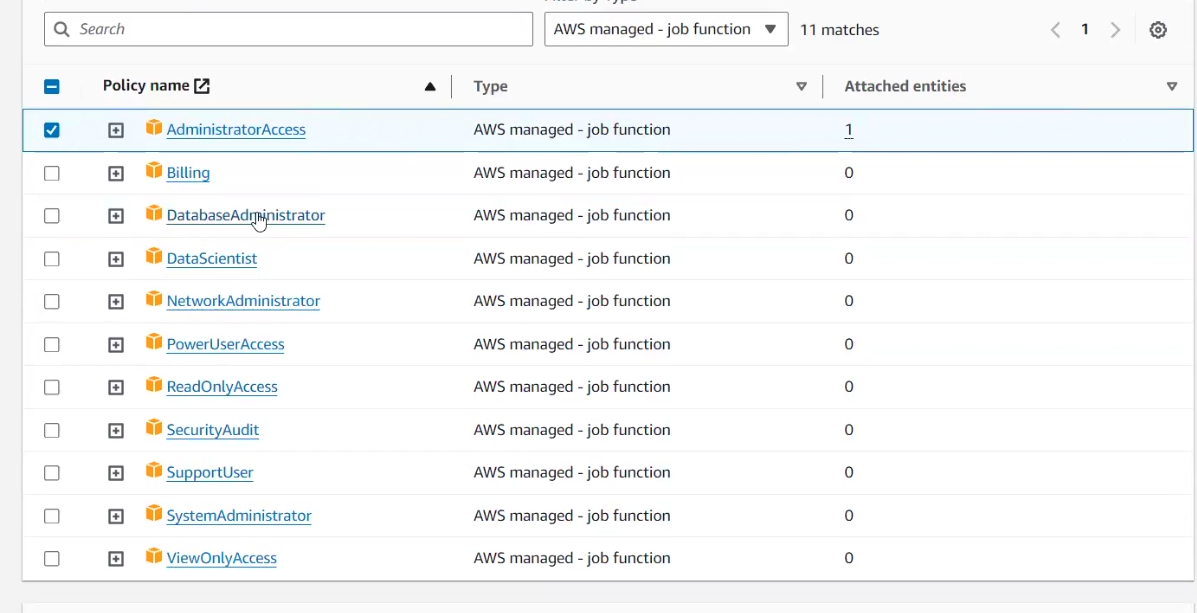 Search
AWS managed - job function
11 matches
1
Policy name
Type
Attached entities
AdministratorAccess AWS managed - job function 1
Billing AWS managed - job function 0
DatabaseAdministrator AWS managed - job function 0
DataScientist AWS managed - job function 0
NetworkAdministrator AWS managed - job function 0
PowerUserAccess AWS managed - job function 0
ReadOnlyAccess AWS managed - job function 0
SecurityAudit AWS managed - job function 0
SupportUser AWS managed - job function 0
SystemAdministrator AWS managed - job function 0
ViewOnlyAccess AWS managed - job function 0